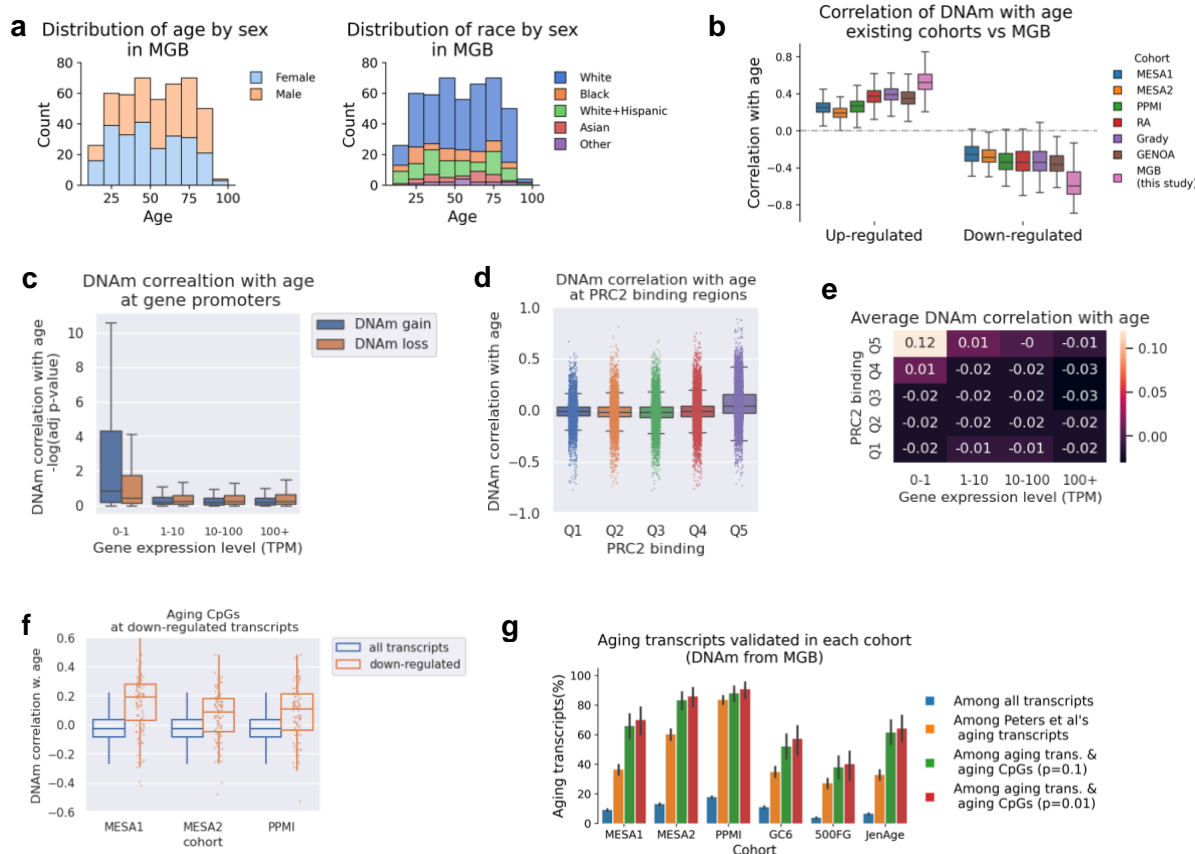 a
Distribution of age by sex
in MGB
80
60
40
20
0
Count
25 50 75 100
Age
Female
Male
Distribution of race by sex
in MGB
80
60
40
20
0
Count
25 50 75 100
Age
White
Black
White+Hispanic
Asian
Other
b
Correlation of DNAm with age
existing cohorts vs MGB
Correlation with age
0.8
0.4
0.0
-0.4
-0.8
Up-regulated Down-regulated
Cohort
MESA1
MESA2
PPMI
RA
Grady
GENOA
MGB
(this study)
c
DNAm correaltion with age
at gene promoters
DNAm correlation with age
-log(adj p-value)
10
8
6
4
2
0
0-1 1-10 10-100 100+
Gene expression level (TPM)
DNAm gain
DNAm loss
d
DNAm correlation with age
at PRC2 binding regions
DNAm correlation with age
1.0
0.5
0.0
-0.5
-1.0
Q1 Q2 Q3 Q4 Q5
PRC2 binding
e
Average DNAm correlation with age
PRC2 binding
Q5 0.12 0.01 -0 -0.01
Q4 0.01 -0.02 -0.02 -0.03
Q3 -0.02 -0.02 -0.02 -0.03
Q2 -0.02 -0.02 -0.02 -0.02
Q1 -0.02 -0.01 -0.01 -0.02
0-1 1-10 10-100 100+
Gene expression level (TPM)
0.10
0.05
0.00
f
Aging CpGs
at down-regulated transcripts
DNAm correlation w. age
0.6
0.4
0.2
0.0
-0.2
-0.4
-0.6
MESA1 MESA2 PPMI
cohort
all transcripts
down-regulated
g
Aging transcripts validated in each cohort
(DNAm from MGB)
Aging transcripts(%)
100
80
60
40
20
0
MESA1 MESA2 PPMI GC6 500FG JenAge
Cohort
Among all transcripts
Among Peters et al's
aging transcripts
Among aging trans. &
aging CpGs (p=0.1)
Among aging trans. &
aging CpGs (p=0.01)